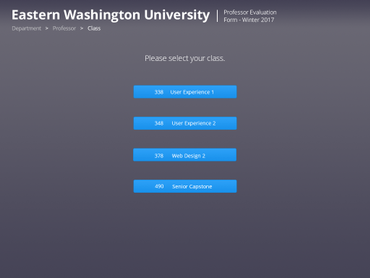 Eastern Washington University
Professor Evaluation
Form - Winter 2017
Department > Professor > Class
Please select your class.
338 User Experience 1
348 User Experience 2
378 Web Design 2
490 Senior Capstone